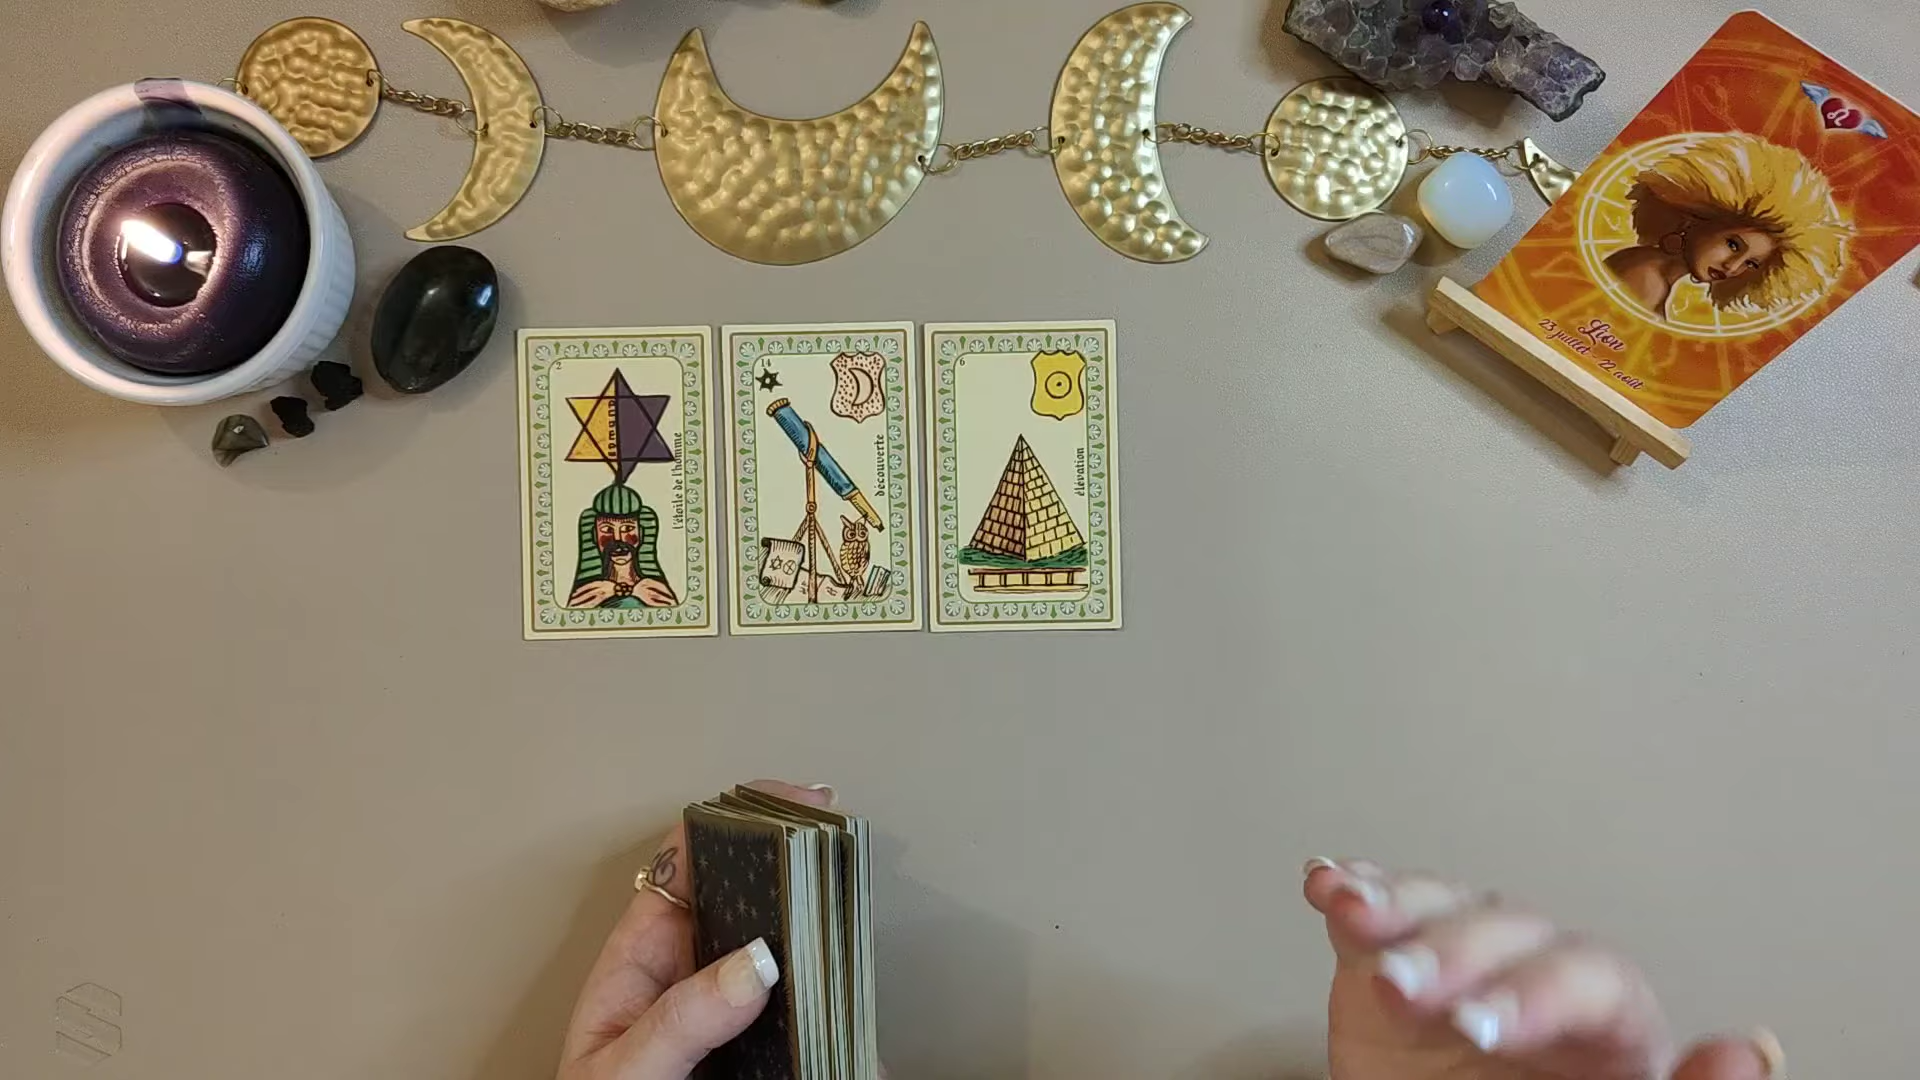 2
l'étoile de l'homme
14
découverte
6
élévation
Lion
23 juillet - 22 août